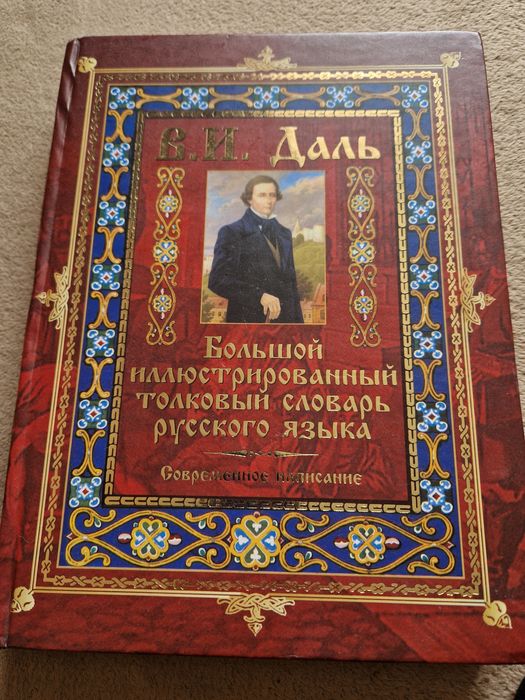 В.И. Даль
Большой
иллюстрированный
толковый словарь
русского языка
Современное написание